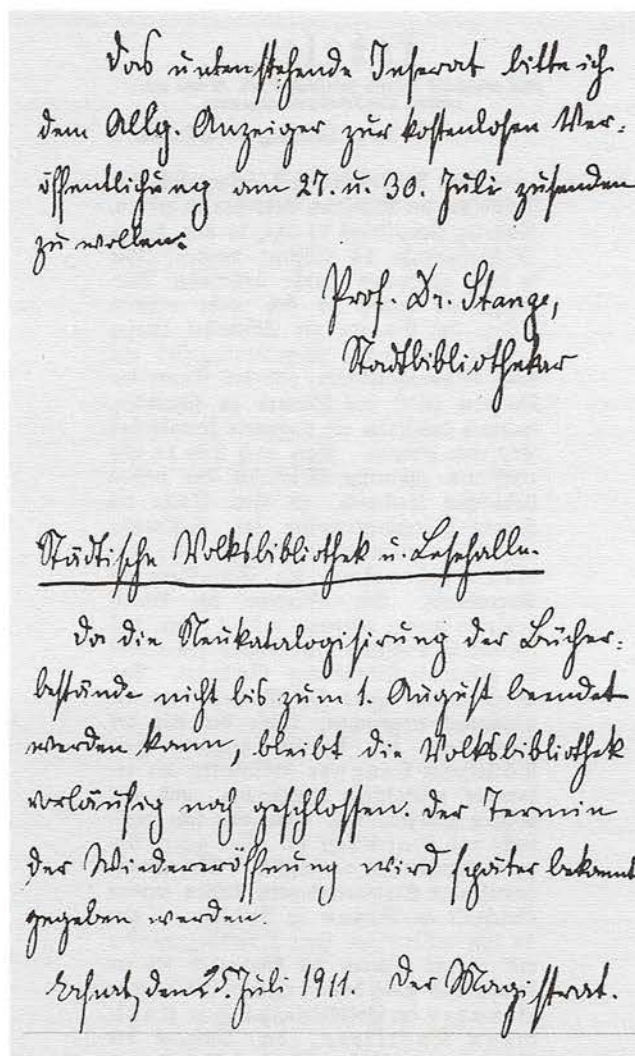 Das untenstehende Inserat bitte ich
dem Allg. Anzeiger zur kostenlosen Ver-
öffentlichung am 27. u. 30. Juli zusenden
zu wollen.
Prof. Dr. Stange,
Stadtbibliothekar
Städtische Volksbibliothek u. Lesehalle.
Da die Neukatalogisirung der Bücher-
bestände nicht bis zum 1. August beendet
werden kann, bleibt die Volksbibliothek
vorläufig noch geschlossen. Der Termin
der Wiedereröffnung wird später bekannt
gegeben werden.
den 25. Juli 1911. Der Magistrat.